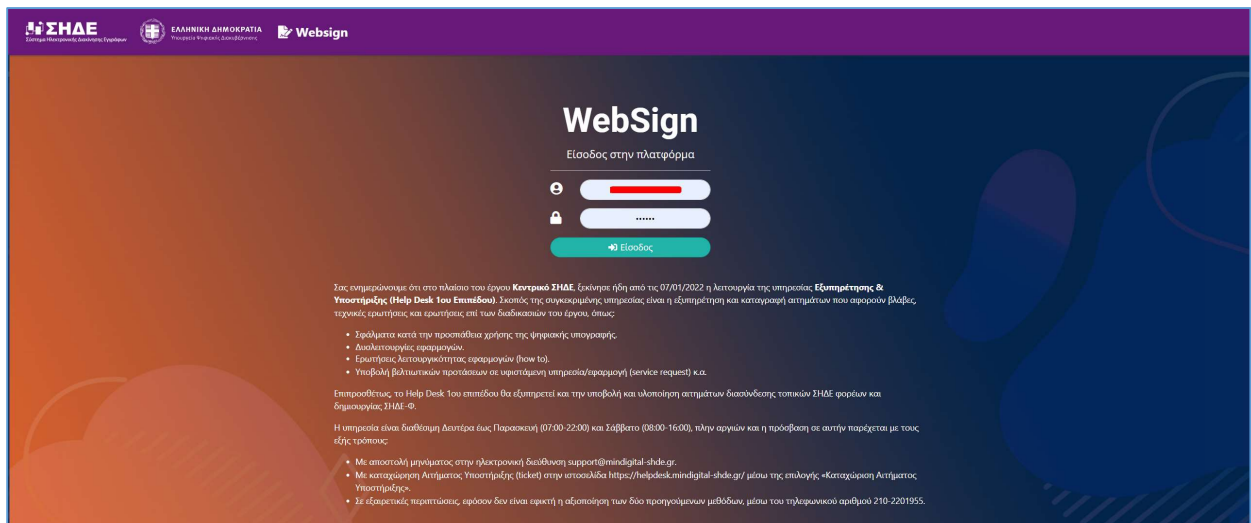 ΣΗΔΕ
Σύστημα Ηλεκτρονικής Διακίνησης Εγγράφων
ΕΛΛΗΝΙΚΗ ΔΗΜΟΚΡΑΤΙΑ
Υπουργείο Ψηφιακής Διακυβέρνησης
Websign
WebSign
Είσοδος στην πλατφόρμα
••••••
Είσοδος
Σας ενημερώνουμε ότι στο πλαίσιο του έργου Κεντρικό ΣΗΔΕ, ξεκίνησε ήδη από τις 07/01/2022 η λειτουργία της υπηρεσίας Εξυπηρέτησης &
Υποστήριξης (Help Desk 1ου Επιπέδου). Σκοπός της συγκεκριμένης υπηρεσίας είναι η εξυπηρέτηση και καταγραφή αιτημάτων που αφορούν βλάβες,
τεχνικές ερωτήσεις και ερωτήσεις επί των διαδικασιών του έργου, όπως:
• Σφάλματα κατά την προσπάθεια χρήσης της ψηφιακής υπογραφής.
• Δυσλειτουργίες εφαρμογών.
• Ερωτήσεις λειτουργικότητας εφαρμογών (how to).
• Υποβολή βελτιωτικών προτάσεων σε υφιστάμενη υπηρεσία/εφαρμογή (service request) κ.α.
Επιπροσθέτως, το Help Desk 1ου επιπέδου θα εξυπηρετεί και την υποβολή και υλοποίηση αιτημάτων διασύνδεσης τοπικών ΣΗΔΕ φορέων και
δημιουργίας ΣΗΔΕ-Φ.
Η υπηρεσία είναι διαθέσιμη Δευτέρα έως Παρασκευή (07:00-22:00) και Σάββατο (08:00-16:00), πλην αργιών και η πρόσβαση σε αυτήν παρέχεται με τους
εξής τρόπους:
• Με αποστολή μηνύματος στην ηλεκτρονική διεύθυνση support@mindigital-shde.gr.
• Με καταχώρηση Αιτήματος Υποστήριξης (ticket) στην ιστοσελίδα https://helpdesk.mindigital-shde.gr/ μέσω της επιλογής «Καταχώριση Αιτήματος
Υποστήριξης».
• Σε εξαιρετικές περιπτώσεις, εφόσον δεν είναι εφικτή η αξιοποίηση των δύο προηγούμενων μεθόδων, μέσω του τηλεφωνικού αριθμού 210-2201955.